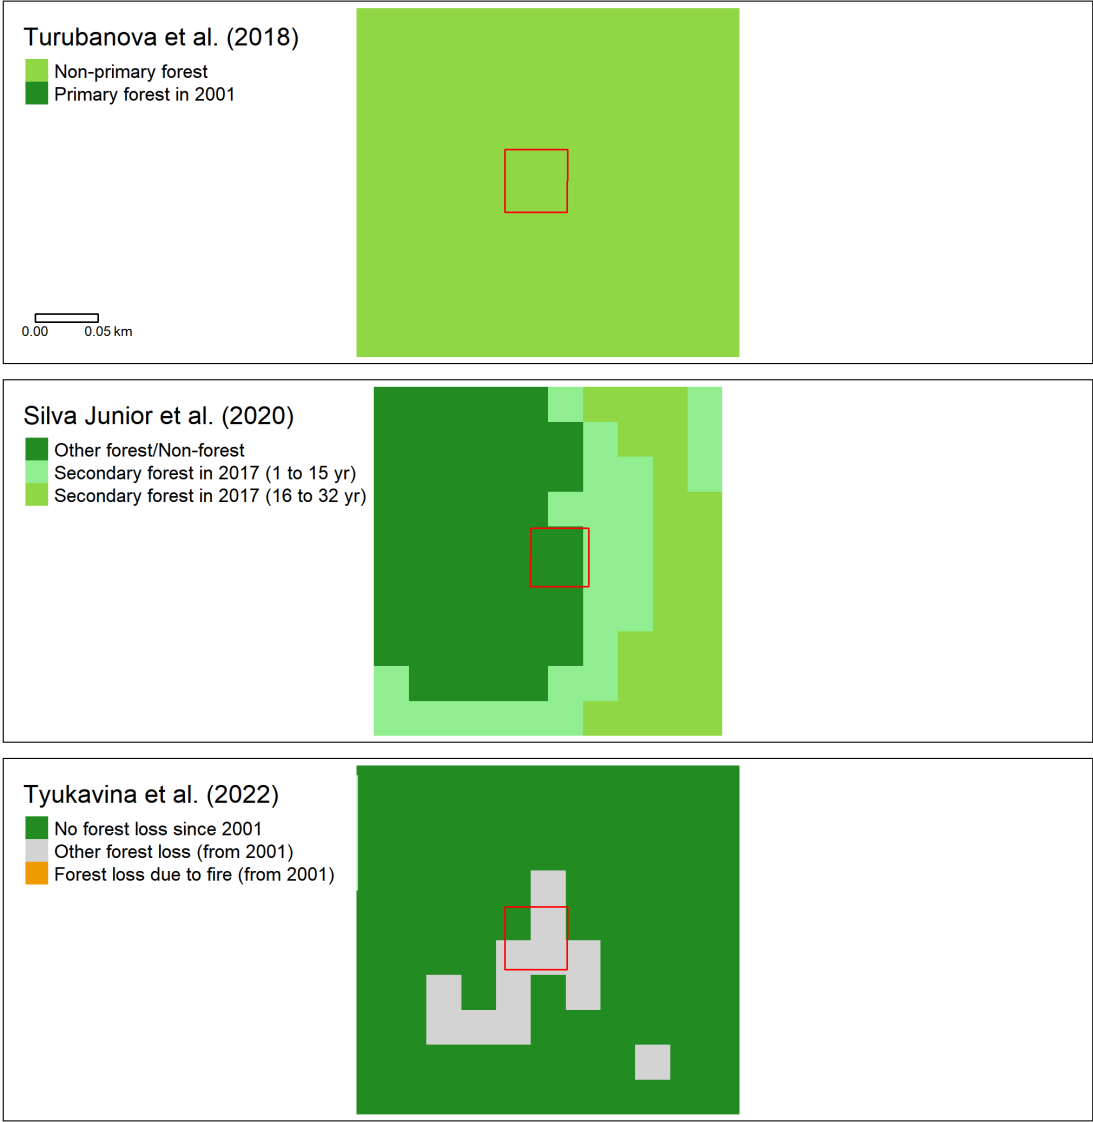 Turubanova et al. (2018)
Non-primary forest
Primary forest in 2001
0.00 0.05 km
Silva Junior et al. (2020)
Other forest/Non-forest
Secondary forest in 2017 (1 to 15 yr)
Secondary forest in 2017 (16 to 32 yr)
Tyukavina et al. (2022)
No forest loss since 2001
Other forest loss (from 2001)
Forest loss due to fire (from 2001)